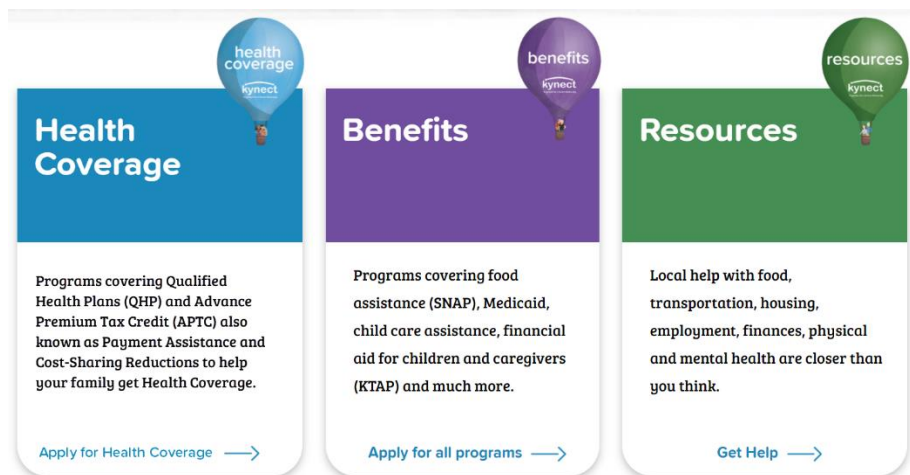 health
coverage
kynect
Health
Coverage
Programs covering Qualified
Health Plans (QHP) and Advance
Premium Tax Credit (APTC) also
known as Payment Assistance and
Cost-Sharing Reductions to help
your family get Health Coverage.
Apply for Health Coverage
benefits
kynect
Benefits
Programs covering food
assistance (SNAP), Medicaid,
child care assistance, financial
aid for children and caregivers
(KTAP) and much more.
Apply for all programs
resources
kynect
Resources
Local help with food,
transportation, housing,
employment, finances, physical
and mental health are closer than
you think.
Get Help